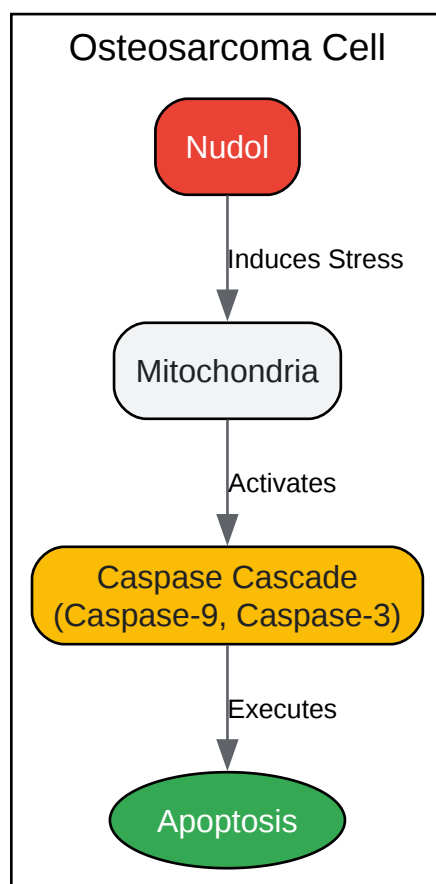 Osteosarcoma Cell
Nudol
Induces Stress
Mitochondria
Activates
Caspase Cascade
(Caspase-9, Caspase-3)
Executes
Apoptosis